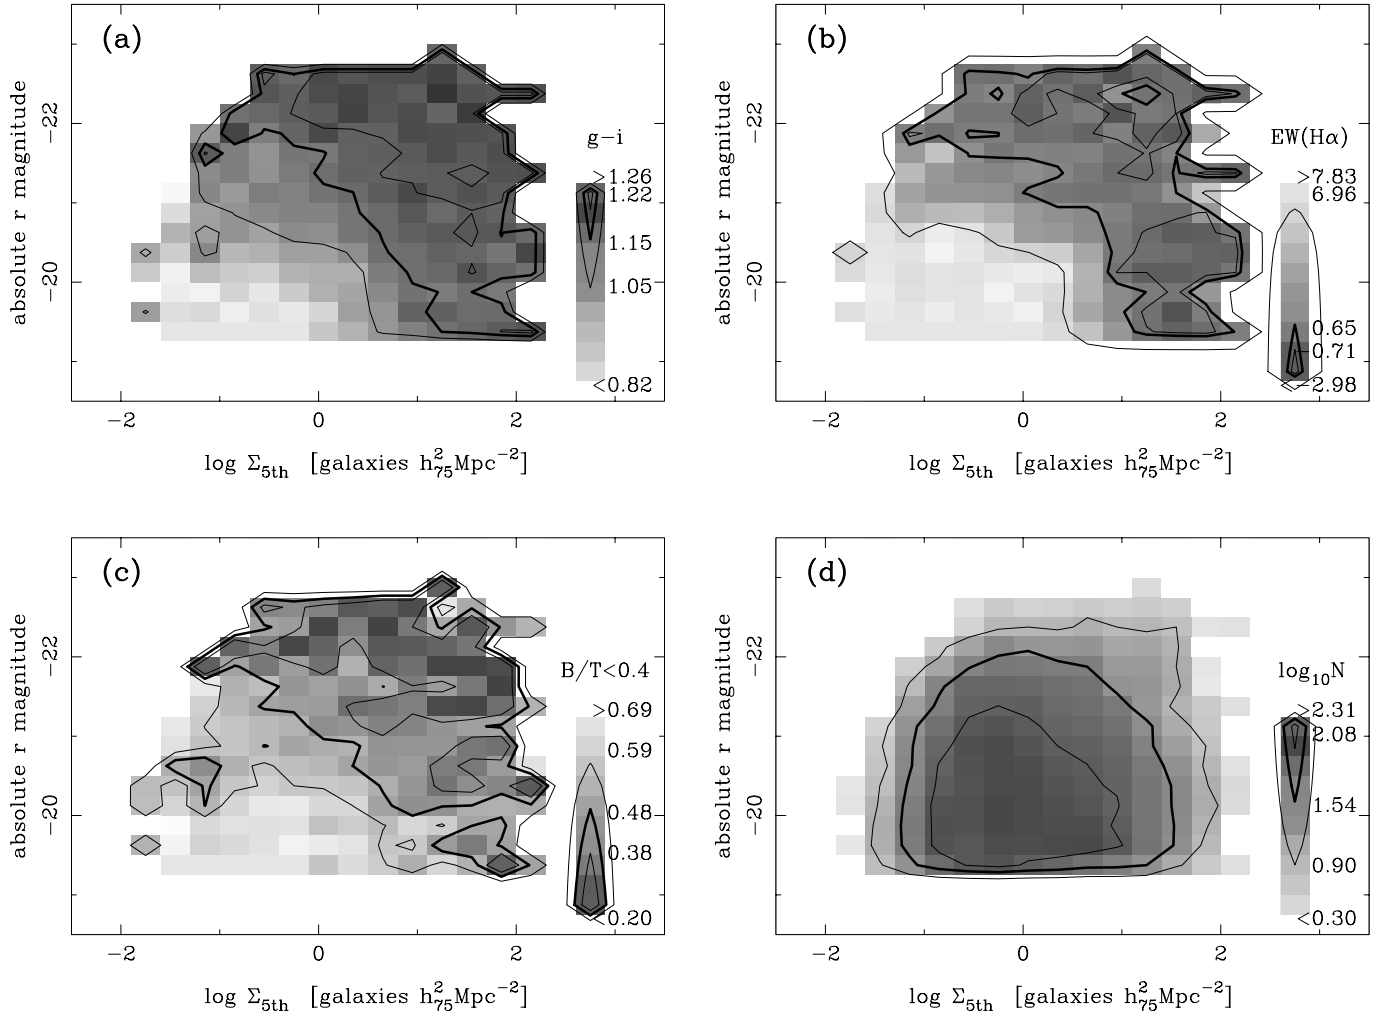 (a)
absolute r magnitude
−22
−20
g−i
>1.26
1.22
1.15
1.05
<0.82
−2
0
2
log Σ5th [galaxies h²75Mpc⁻²]
(b)
absolute r magnitude
−22
−20
EW(Hα)
>7.83
6.96
0.65
−0.71
<−2.98
−2
0
2
log Σ5th [galaxies h²75Mpc⁻²]
(c)
absolute r magnitude
−22
−20
B/T<0.4
>0.69
0.59
0.48
0.38
<0.20
−2
0
2
log Σ5th [galaxies h²75Mpc⁻²]
(d)
absolute r magnitude
−22
−20
log10N
>2.31
2.08
1.54
0.90
<0.30
−2
0
2
log Σ5th [galaxies h²75Mpc⁻²]